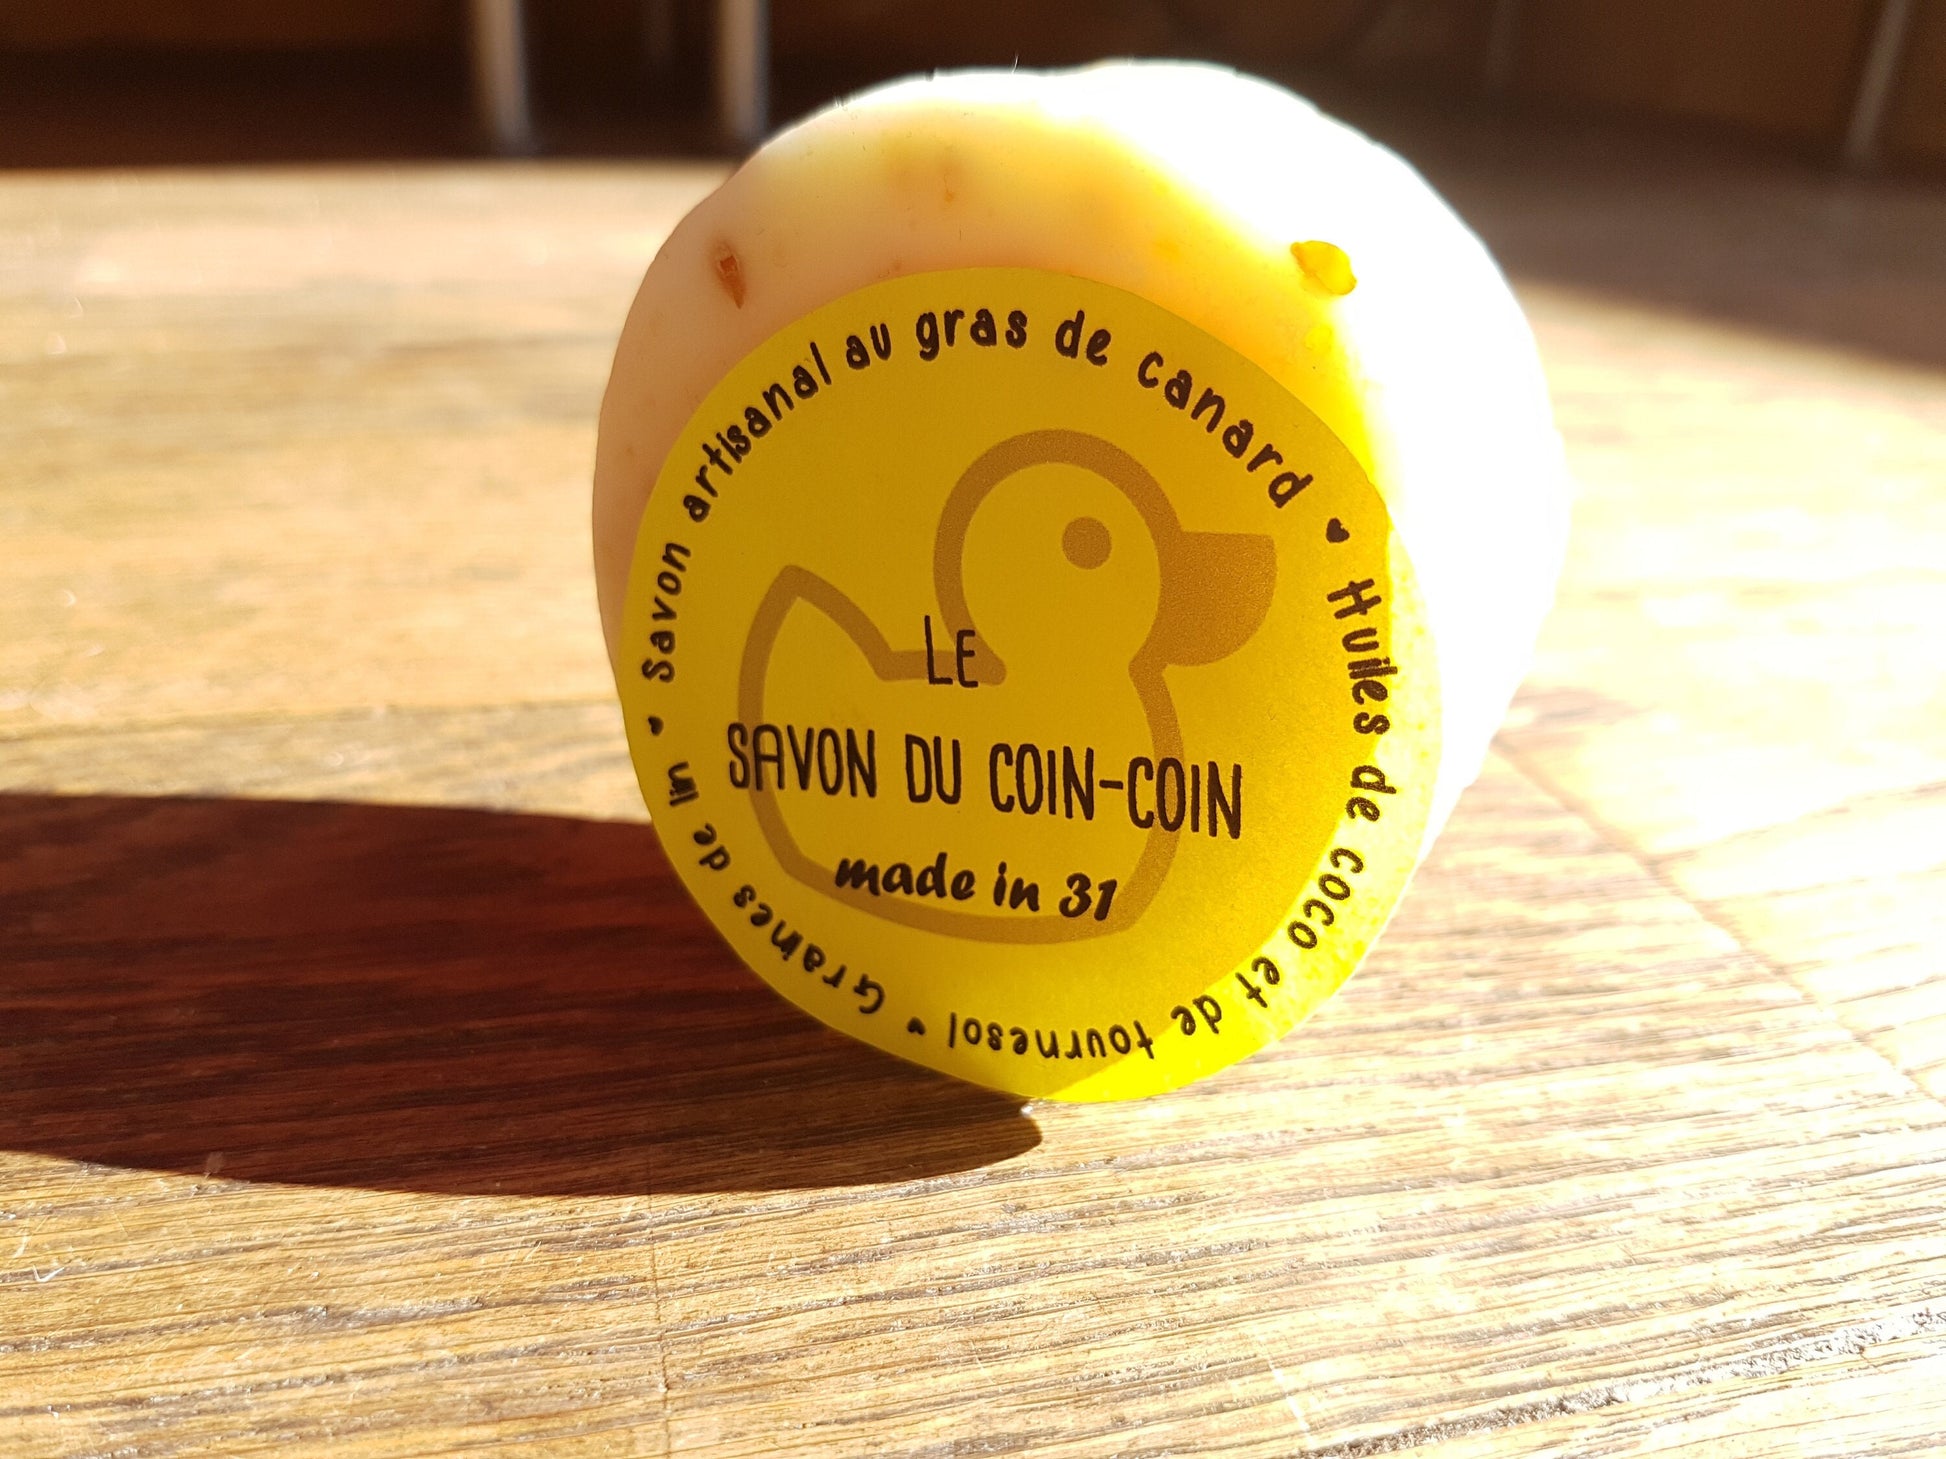 Savon artisanal au gras de canard ♥ Huiles de coco et de tournesol ♥ Graines de lin ♥
LE
SAVON DU COIN-COIN
made in 31